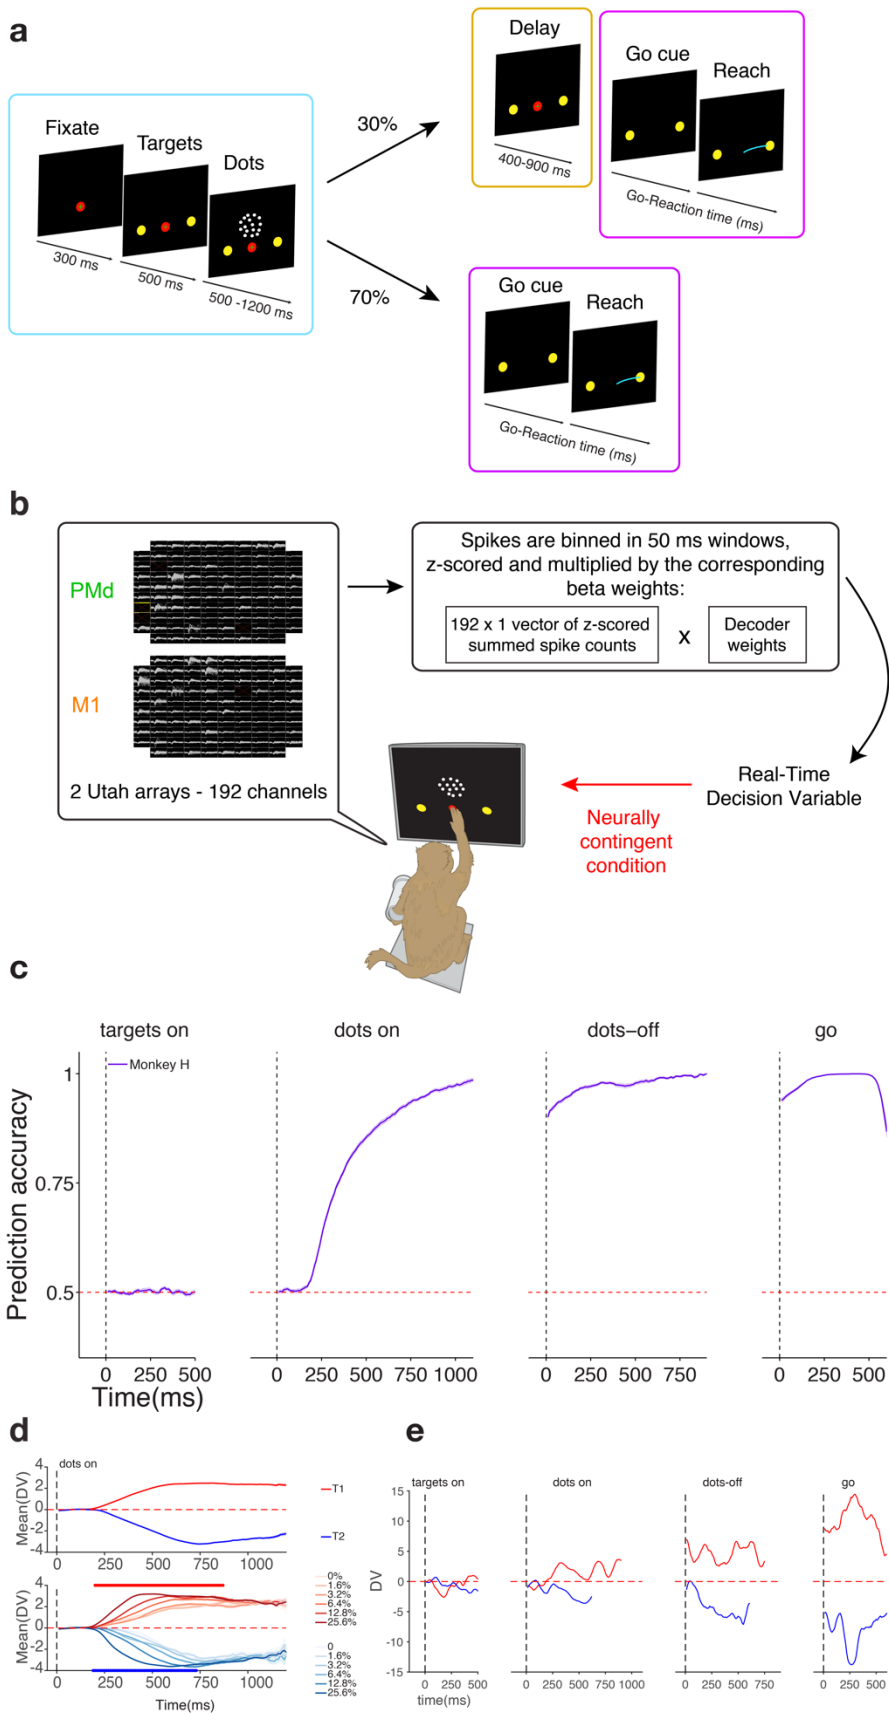 a
Fixate
Targets
Dots
300 ms
500 ms
500 -1200 ms
30%
70%
Delay
400-900 ms
Go cue
Reach
Go-Reaction time (ms)
Go cue
Reach
Go-Reaction time (ms)
b
PMd
M1
2 Utah arrays - 192 channels
Spikes are binned in 50 ms windows,
z-scored and multiplied by the corresponding
beta weights:
192 x 1 vector of z-scored
summed spike counts
x
Decoder
weights
Real-Time
Decision Variable
Neurally
contingent
condition
c
targets on
dots on
dots-off
go
Monkey H
Prediction accuracy
1
0.75
0.5
0 250 500
0 250 500 750 1000
0 250 500 750
0 250 500
Time(ms)
d
dots on
Mean(DV)
4
2
0
-2
-4
0 250 500 750 1000
T1
T2
Mean(DV)
4
2
0
-2
-4
0 250 500 750 1000
Time(ms)
0%
1.6%
3.2%
6.4%
12.8%
25.6%
0
1.6%
3.2%
6.4%
12.8%
25.6%
e
targets on
dots on
dots-off
go
DV
15
10
5
0
-5
-10
15
0 250 500
0 250 500 750 900
0 250 500 750
0 250 500
time(ms)